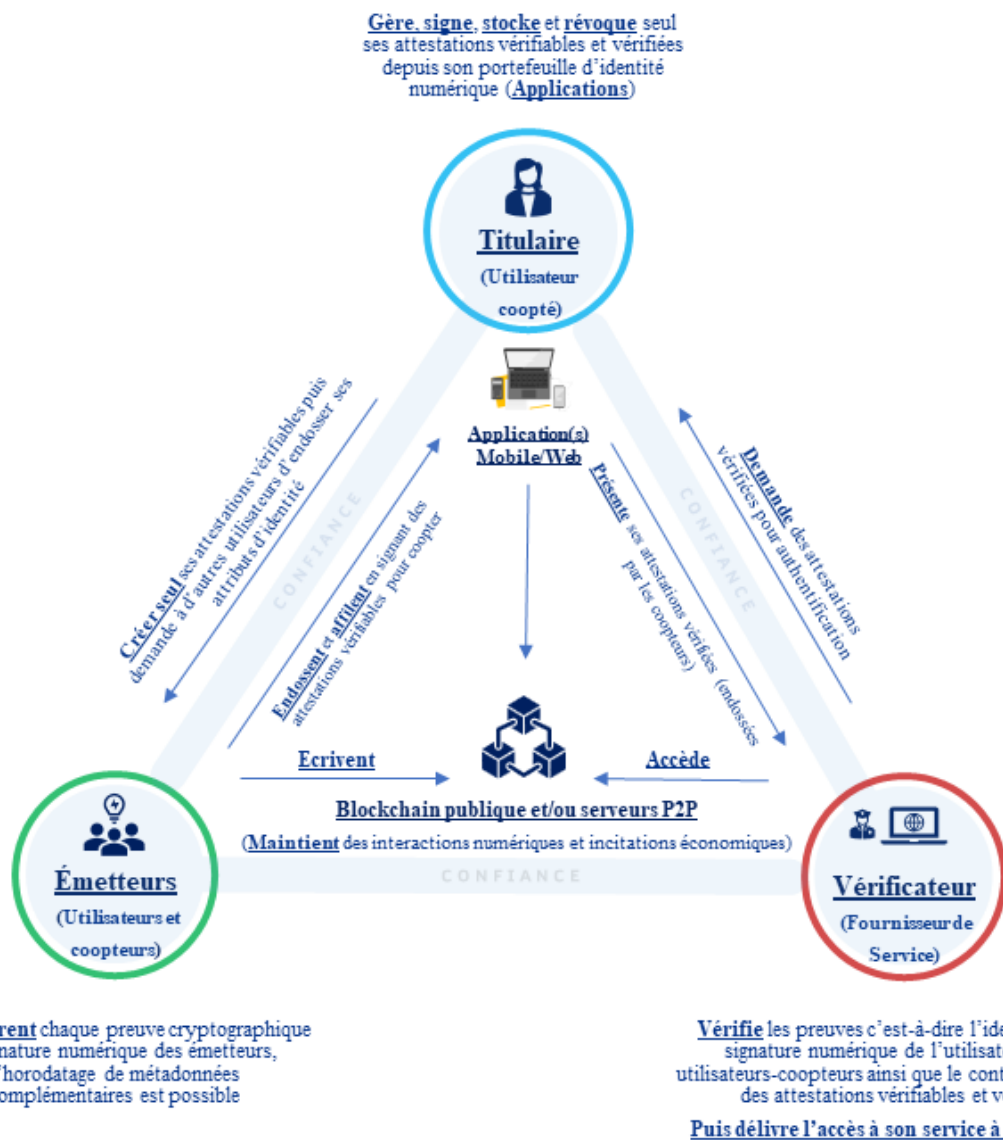 Gère, signe, stocke et révoque seul
ses attestations vérifiables et vérifiées
depuis son portefeuille d’identité
numérique (Applications)
Titulaire
(Utilisateur
coopté)
Application(s)
Mobile/Web
Créer seul ses attestations vérifiables puis
demande à d’autres utilisateurs d’endosser ses
attributs d’identité
CONFIANCE
Endossent et affilent en signant des
attestations vérifiables pour coopter
Présente ses attestations vérifiées (endossées
par les coopteurs)
CONFIANCE
Demande des attestations
vérifiées pour authentification
Ecrivent
Accède
Blockchain publique et/ou serveurs P2P
(Maintient des interactions numériques et incitations économiques)
CONFIANCE
Émetteurs
(Utilisateurs et
coopteurs)
Vérificateur
(Fournisseur de
Service)
rent chaque preuve cryptographique
nature numérique des émetteurs,
’horodatage de métadonnées
omplémentaires est possible
Vérifie les preuves c’est-à-dire l’ide
signature numérique de l’utilisat
utilisateurs-coopteurs ainsi que le cont
des attestations vérifiables et v
Puis délivre l’accès à son service à